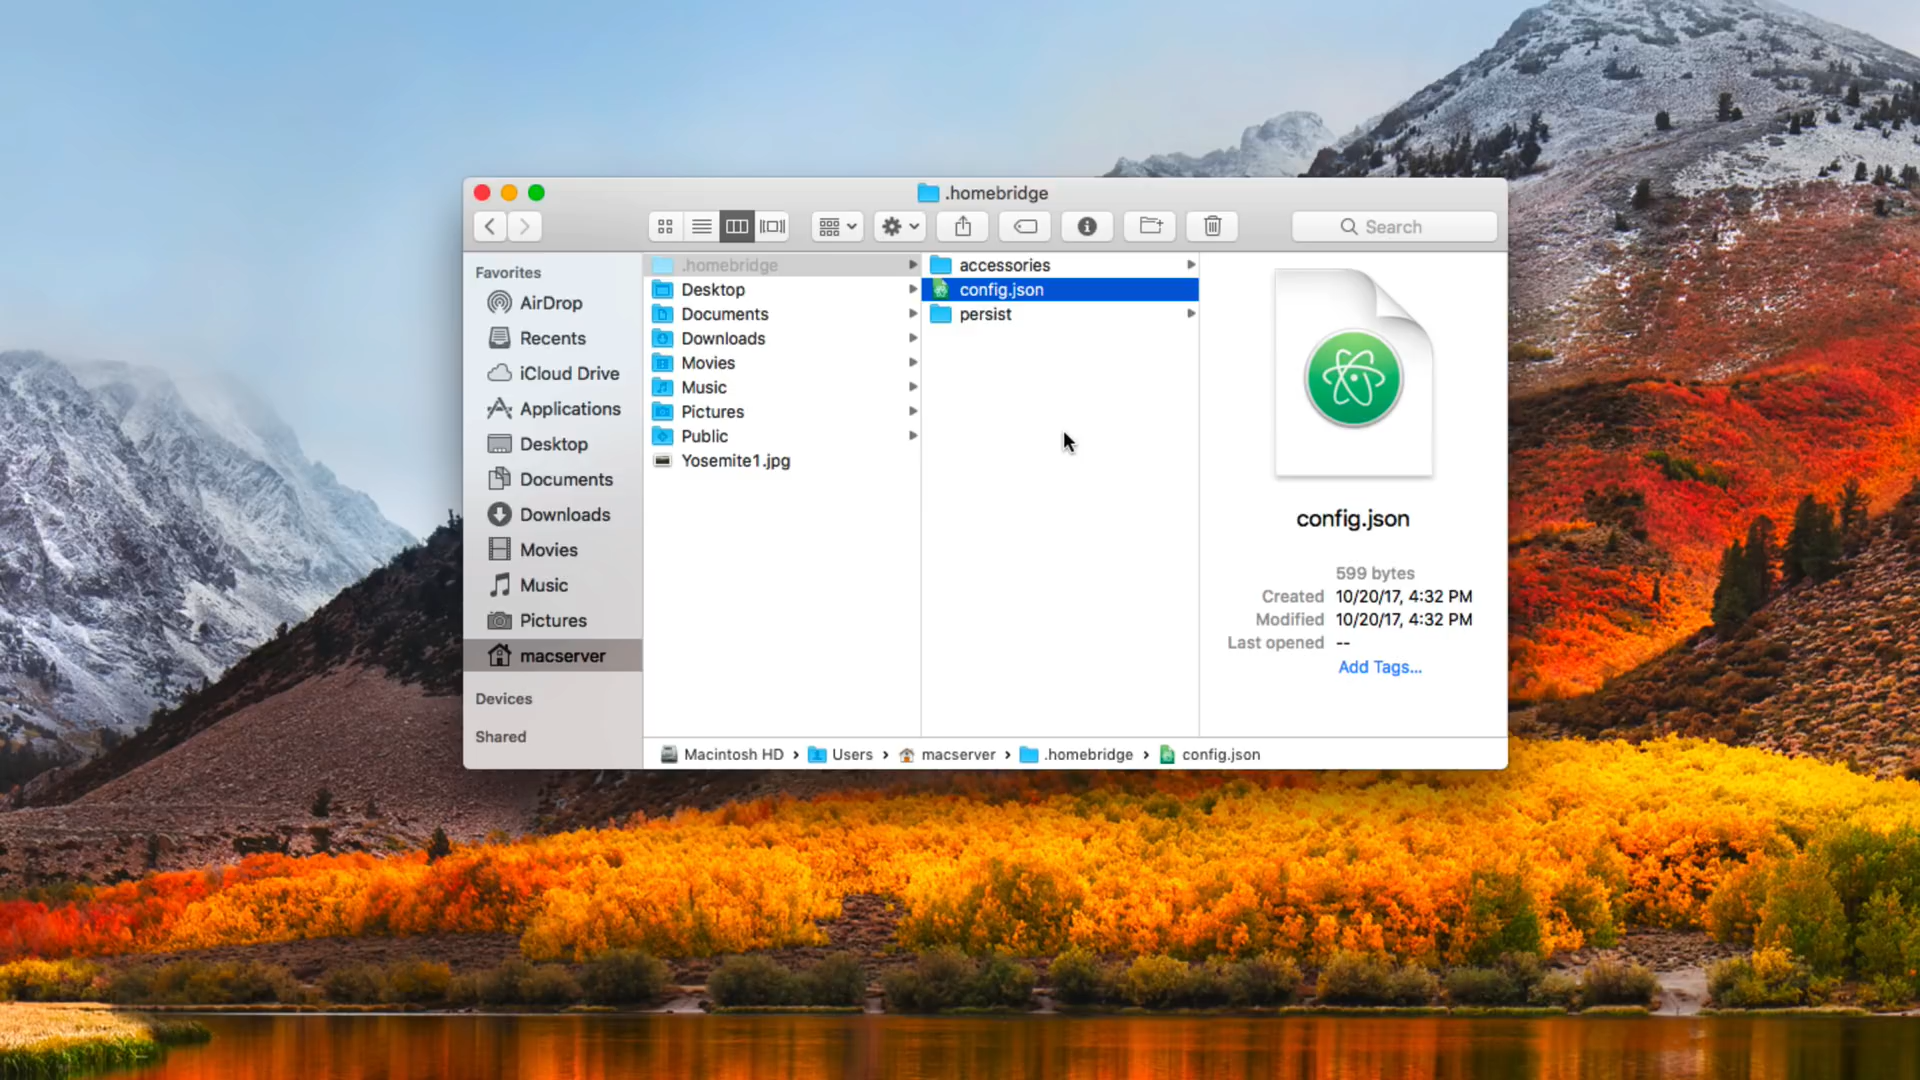 .homebridge
Search
Favorites
AirDrop
Recents
iCloud Drive
Applications
Desktop
Documents
Downloads
Movies
Music
Pictures
macserver
Devices
Shared
.homebridge
Desktop
Documents
Downloads
Movies
Music
Pictures
Public
Yosemite1.jpg
accessories
config.json
persist
config.json
599 bytes
Created 10/20/17, 4:32 PM
Modified 10/20/17, 4:32 PM
Last opened --
Add Tags...
Macintosh HD › Users › macserver › .homebridge › config.json